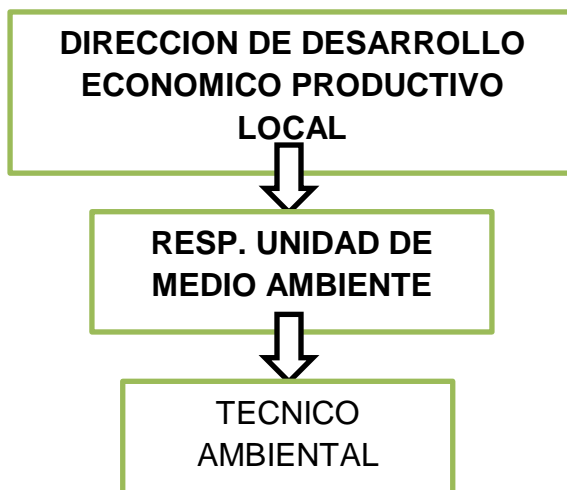 DIRECCION DE DESARROLLO
ECONOMICO PRODUCTIVO
LOCAL
RESP. UNIDAD DE
MEDIO AMBIENTE
TECNICO
AMBIENTAL